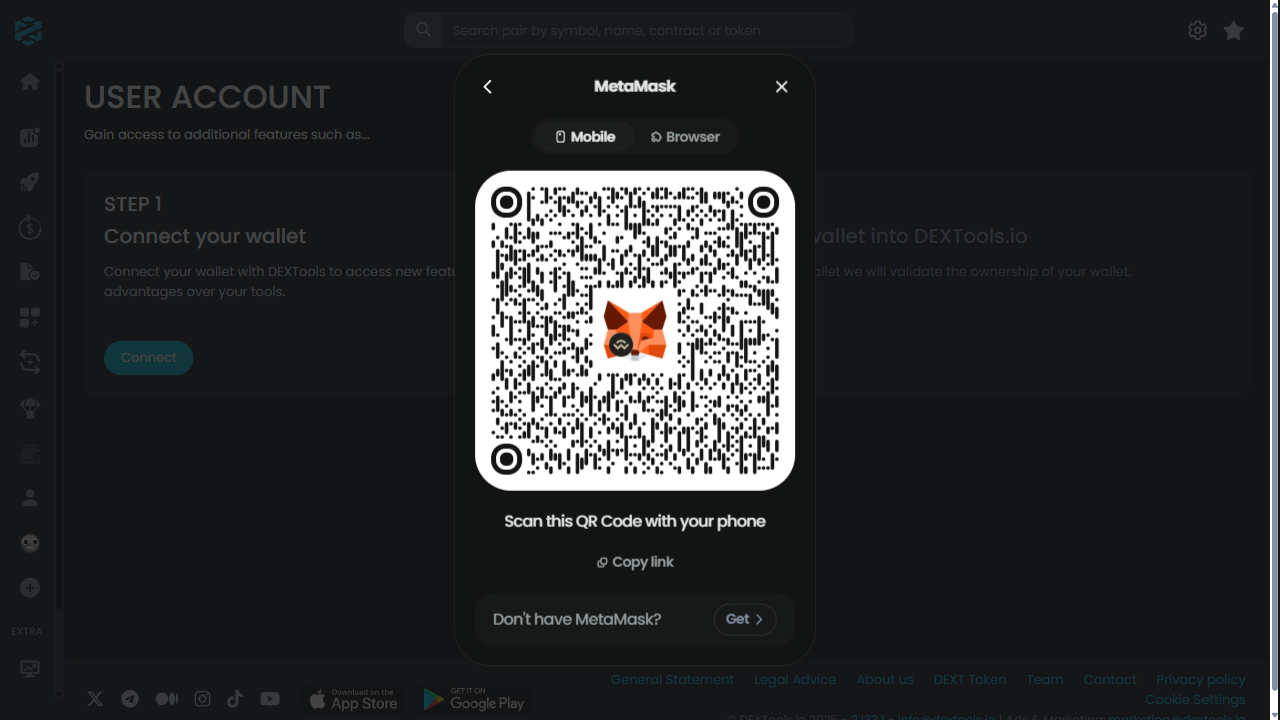 Search pair by symbol, name, contract or token
USER ACCOUNT
Gain access to additional features such as...
STEP 1
Connect your wallet
Connect your wallet with DEXTools to access new featu
advantages over your tools.
Connect
wallet into DEXTools.io
allet we will validate the ownership of your wallet.
MetaMask
Mobile
Browser
Scan this QR Code with your phone
Copy link
Don't have MetaMask?
Get
EXTRA
Download on the
App Store
GET IT ON
Google Play
General Statement
Legal Advice
About us
DEXT Token
Team
Contact
Privacy policy
Cookie Settings